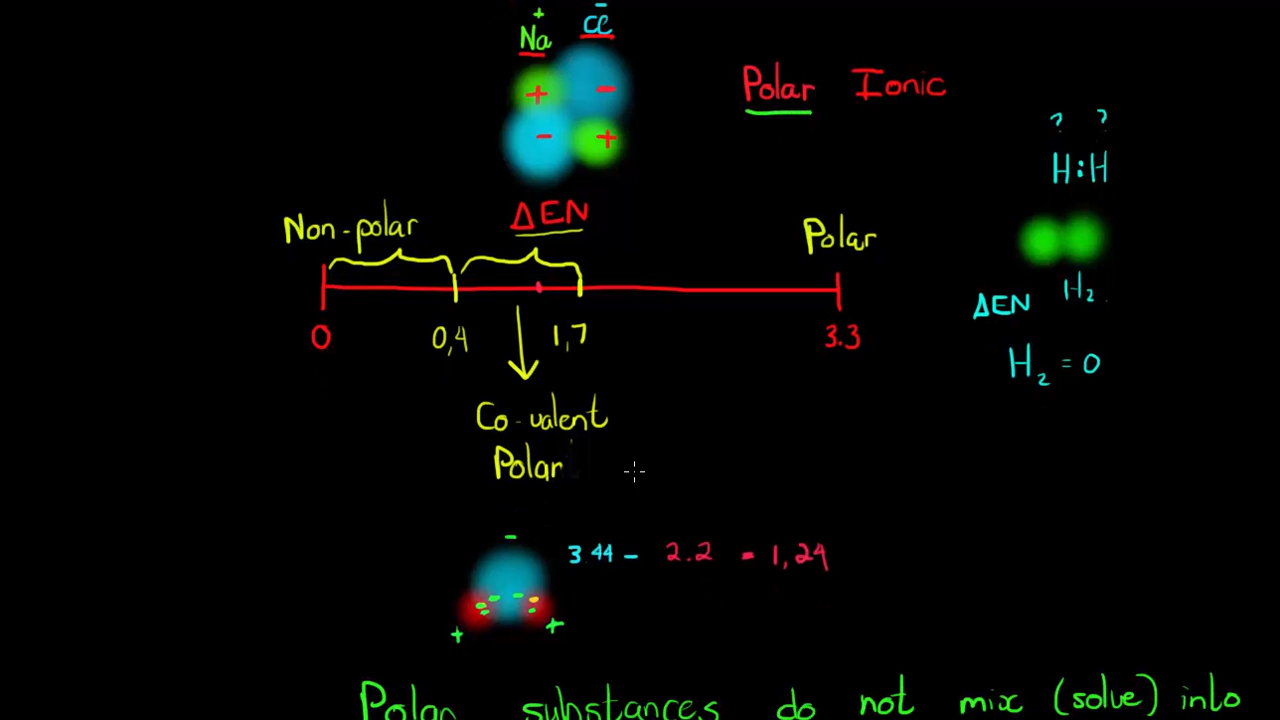 Na+ Cl-
+ -
- +
Polar Ionic
? ?
H:H
Non-polar ΔEN Polar
0 0,4 1,7 3.3
H2
ΔEN
H2 = 0
Co-valent
Polar
-
3.44 - 2.2 = 1,24
+ +
Polar substances do not mix (solve) into